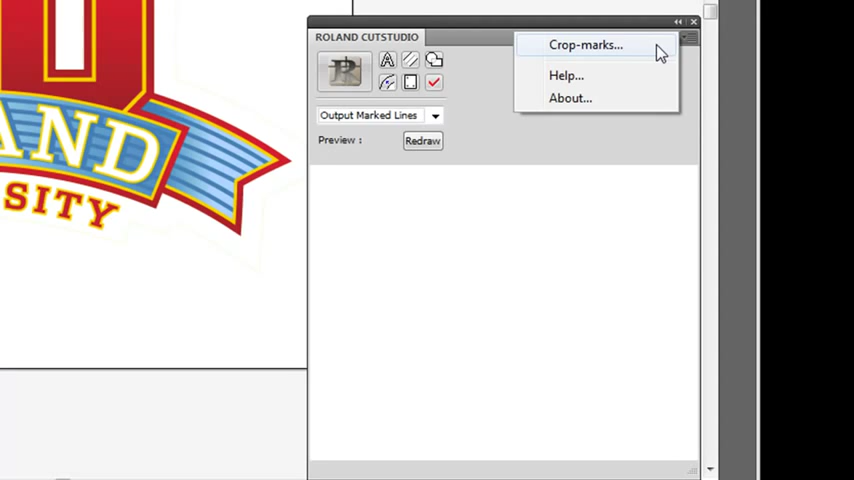 AND
SITY
ROLAND CUTSTUDIO
Crop-marks...
Help...
About...
Output Marked Lines
Preview :
Redraw